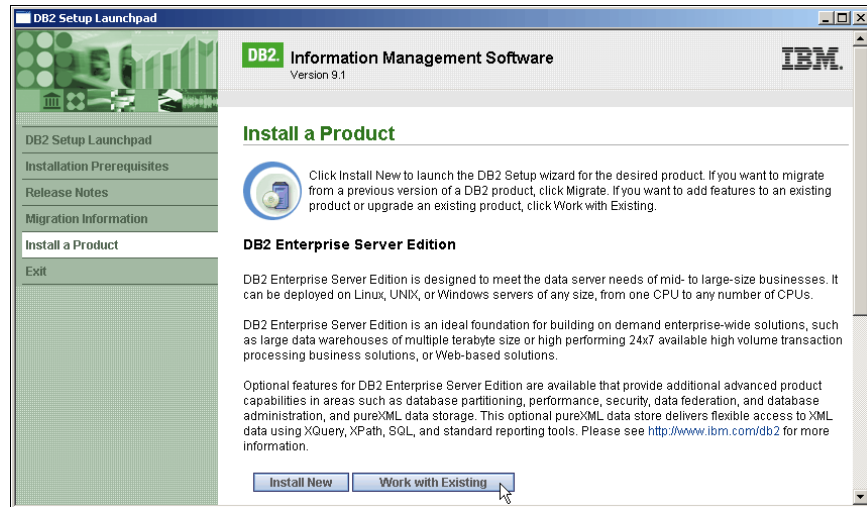 DB2 Setup Launchpad
DB2. Information Management Software
Version 9.1
IBM.
DB2 Setup Launchpad
Installation Prerequisites
Release Notes
Migration Information
Install a Product
Exit
Install a Product
Click Install New to launch the DB2 Setup wizard for the desired product. If you want to migrate
from a previous version of a DB2 product, click Migrate. If you want to add features to an existing
product or upgrade an existing product, click Work with Existing.
DB2 Enterprise Server Edition
DB2 Enterprise Server Edition is designed to meet the data server needs of mid- to large-size businesses. It
can be deployed on Linux, UNIX, or Windows servers of any size, from one CPU to any number of CPUs.
DB2 Enterprise Server Edition is an ideal foundation for building on demand enterprise-wide solutions, such
as large data warehouses of multiple terabyte size or high performing 24x7 available high volume transaction
processing business solutions, or Web-based solutions.
Optional features for DB2 Enterprise Server Edition are available that provide additional advanced product
capabilities in areas such as database partitioning, performance, security, data federation, and database
administration, and pureXML data storage. This optional pureXML data store delivers flexible access to XML
data using XQuery, XPath, SQL, and standard reporting tools. Please see http://www.ibm.com/db2 for more
information.
Install New
Work with Existing